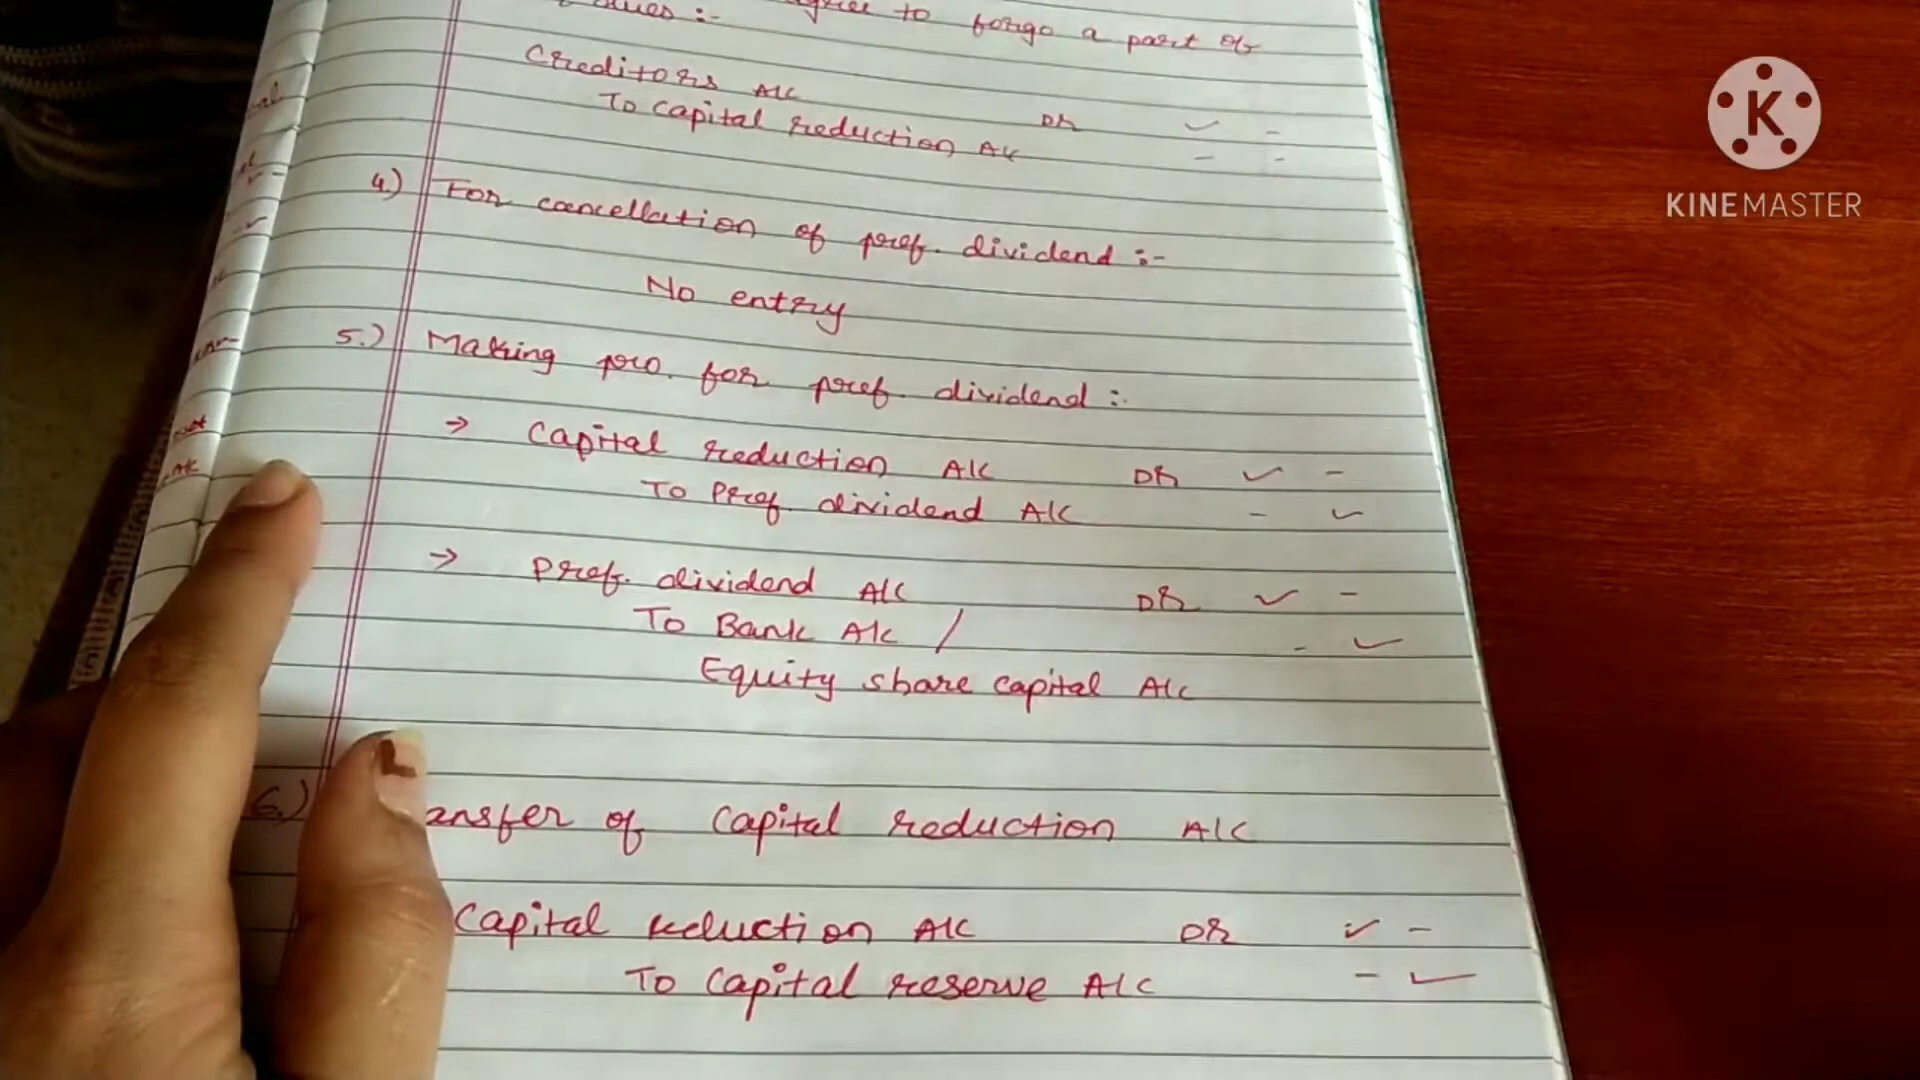 agree to forgo a part of
dues :-
Creditors A/c DR ✓ -
To capital reduction A/c - -
4.) For cancellation of pref. dividend :-
No entry
5.) Making pro. for pref. dividend :-
→ Capital reduction A/c DR ✓ -
To Pref. dividend A/c - ✓
→ Pref. dividend A/c DR ✓ -
To Bank A/c / - ✓
Equity share capital A/c
6.) ansfer of capital reduction A/c
Capital reduction A/c DR ✓ -
To capital reserve A/c - ✓
K
KINEMASTER